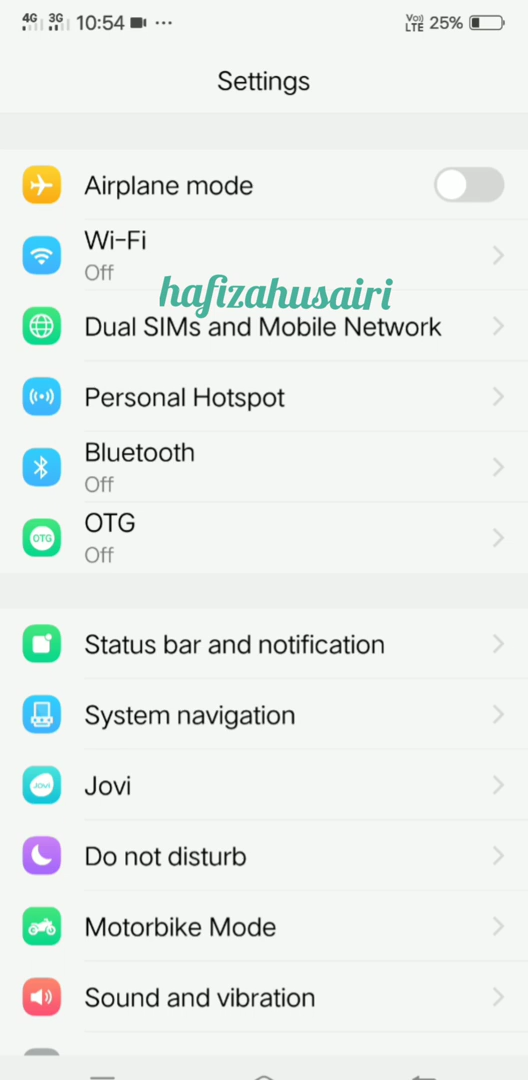 4G 3G 10:54 ... Vo)) LTE 25%
Settings
Airplane mode
Wi-Fi
Off
hafizahusairi
Dual SIMs and Mobile Network
Personal Hotspot
Bluetooth
Off
OTG
OTG
Off
Status bar and notification
System navigation
JOVI
Jovi
Do not disturb
Motorbike Mode
Sound and vibration